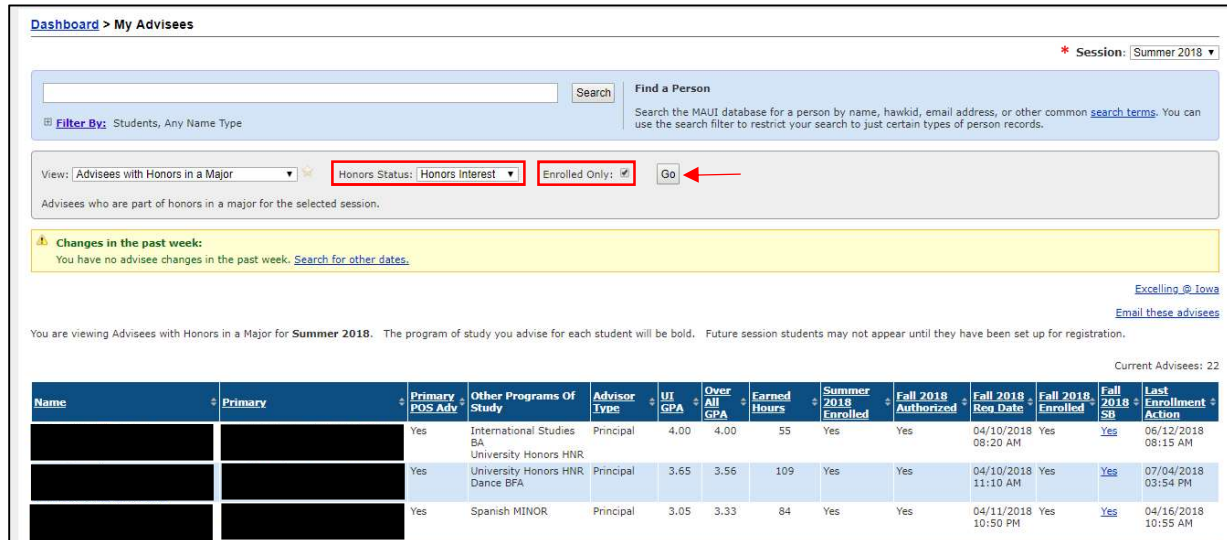 Dashboard > My Advisees
* Session: Summer 2018
Search
Find a Person
Filter By: Students, Any Name Type
Search the MAUI database for a person by name, hawkid, email address, or other common search terms. You can
use the search filter to restrict your search to just certain types of person records.
View: Advisees with Honors in a Major Honors Status: Honors Interest Enrolled Only: Go
Advisees who are part of honors in a major for the selected session.
Changes in the past week:
You have no advisee changes in the past week. Search for other dates.
Excelling @ Iowa
Email these advisees
You are viewing Advisees with Honors in a Major for Summer 2018. The program of study you advise for each student will be bold. Future session students may not appear until they have been set up for registration.
Current Advisees: 22
Name Primary Primary POS Adv Other Programs Of Study Advisor Type UI GPA Over All GPA Earned Hours Summer 2018 Enrolled Fall 2018 Authorized Fall 2018 Reg Date Fall 2018 Enrolled Fall 2018 SB Last Enrollment Action
Yes International Studies BA University Honors HNR Principal 4.00 4.00 55 Yes Yes 04/10/2018 08:20 AM Yes Yes 06/12/2018 08:15 AM
Yes University Honors HNR Dance BFA Principal 3.65 3.56 109 Yes Yes 04/10/2018 11:10 AM Yes Yes 07/04/2018 03:54 PM
Yes Spanish MINOR Principal 3.05 3.33 84 Yes Yes 04/11/2018 10:50 PM Yes Yes 04/16/2018 10:55 AM